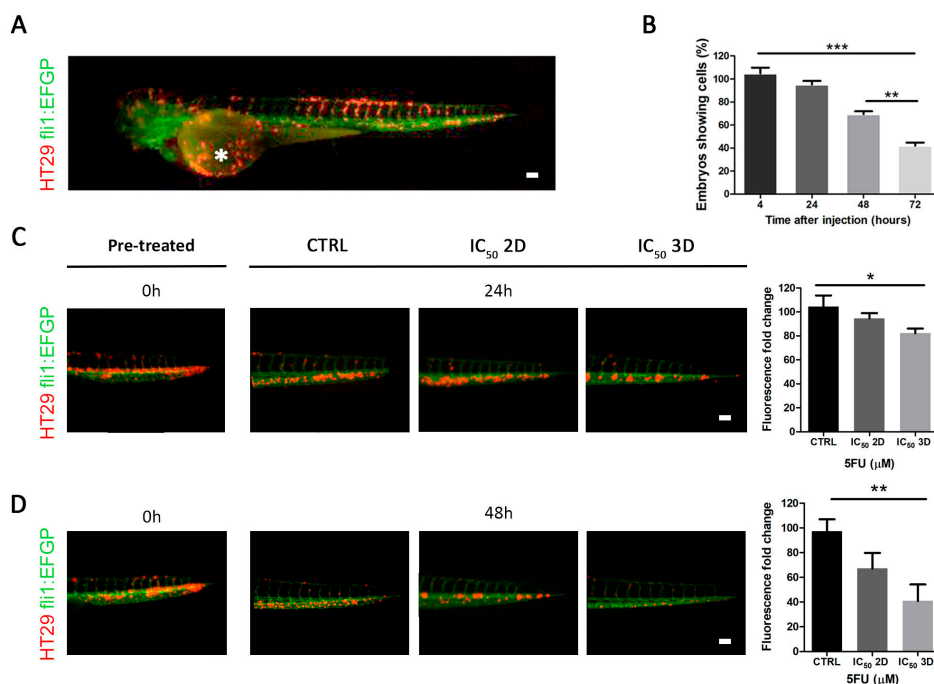 A
HT29 fli1:EFGP
*
B
Embryos showing cells (%)
120
100
80
60
40
20
0
***
**
4 24 48 72
Time after injection (hours)
C
Pre-treated CTRL IC50 2D IC50 3D
0h 24h
HT29 fli1:EFGP
Fluorescence fold change
120
100
80
60
40
20
0
*
CTRL IC50 2D IC50 3D
5FU (µM)
D
0h 48h
HT29 fli1:EFGP
Fluorescence fold change
120
100
80
60
40
20
0
**
CTRL IC50 2D IC50 3D
5FU (µM)